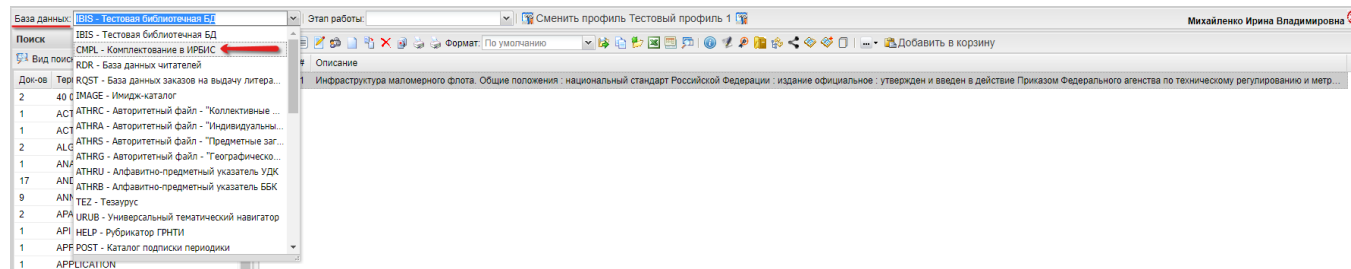 База данных: IBIS - Тестовая библиотечная БД Этап работы: Сменить профиль Тестовый профиль 1 Михайленко Ирина Владимировна
Поиск
Вид поиск
Док-ов Тер
2 40 0
1 ACT
1 ACT
2 ALG
1 ANA
17 AND
9 ANN
2 APA
1 API
1 APP
1 APPLICATION
IBIS - Тестовая библиотечная БД
CMPL - Комплектование в ИРБИС
RDR - База данных читателей
RQST - База данных заказов на выдачу литера...
IMAGE - Имидж-каталог
ATHRC - Авторитетный файл - "Коллективные ...
ATHRA - Авторитетный файл - "Индивидуальны...
ATHRS - Авторитетный файл - "Предметные заг...
ATHRG - Авторитетный файл - "Географическо...
ATHRU - Алфавитно-предметный указатель УДК
ATHRB - Алфавитно-предметный указатель ББК
TEZ - Тезаурус
URUB - Универсальный тематический навигатор
HELP - Рубрикатор ГРНТИ
POST - Каталог подписки периодики
Формат: По умолчанию Добавить в корзину
# Описание
1 Инфраструктура маломерного флота. Общие положения : национальный стандарт Российской Федерации : издание официальное : утвержден и введен в действие Приказом Федерального агенства по техническому регулированию и метр...